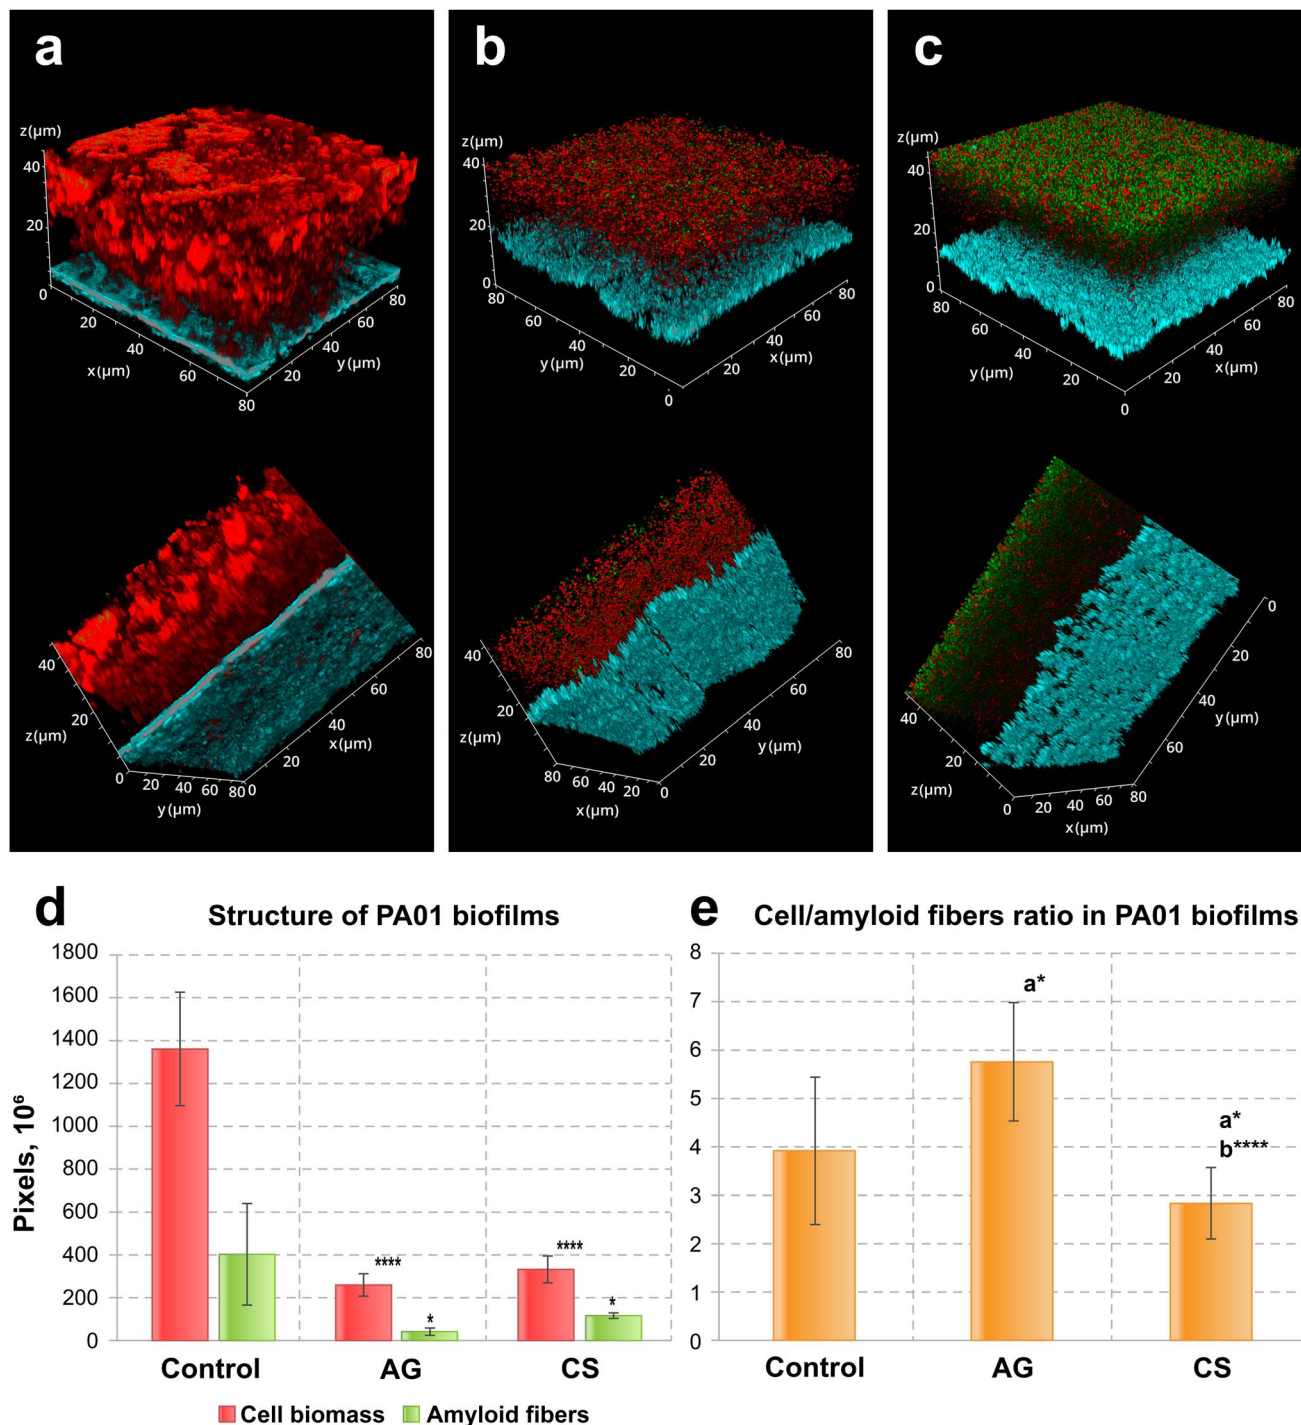 a
z(µm)
40
20
0
20
40
60
80
x(µm)
20
40
60
80
y(µm)
b
z(µm)
40
20
0
80
60
40
20
0
y(µm)
20
40
60
80
x(µm)
c
z(µm)
40
20
0
80
60
40
20
0
y(µm)
20
40
60
80
x(µm)
40
20
z(µm)
0
0 20 40 60 80
y(µm)
0
20
40
60
80
x(µm)
40
20
z(µm)
80 60 40 20 0
x(µm)
20
40
60
80
y(µm)
40
20
z(µm)
0
20 40 60 80
x(µm)
60
40
20
0
y(µm)
d Structure of PA01 biofilms
Pixels, 10⁶
1800
1600
1400
1200
1000
800
600
400
200
0
****
*
****
*
Control AG CS
Cell biomass Amyloid fibers
e Cell/amyloid fibers ratio in PA01 biofilms
8
7
6
5
4
3
2
1
0
a*
a*
b****
Control AG CS